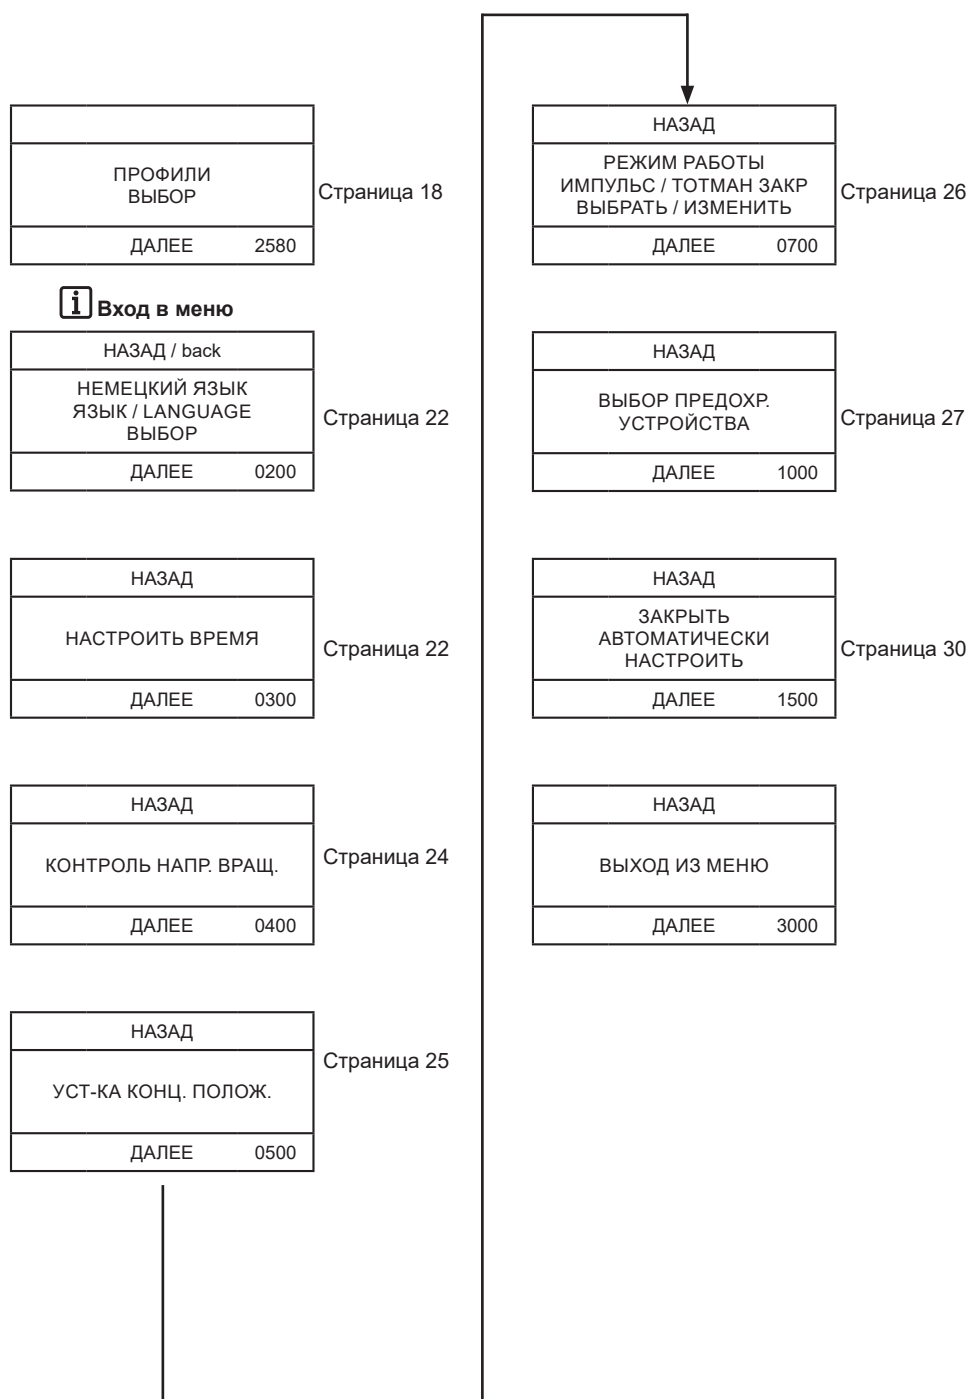 ПРОФИЛИ
ВЫБОР
Страница 18
ДАЛЕЕ 2580
i Вход в меню
НАЗАД / back
НЕМЕЦКИЙ ЯЗЫК
ЯЗЫК / LANGUAGE
ВЫБОР
Страница 22
ДАЛЕЕ 0200
НАЗАД
НАСТРОИТЬ ВРЕМЯ
Страница 22
ДАЛЕЕ 0300
НАЗАД
КОНТРОЛЬ НАПР. ВРАЩ.
Страница 24
ДАЛЕЕ 0400
НАЗАД
УСТ-КА КОНЦ. ПОЛОЖ.
Страница 25
ДАЛЕЕ 0500
НАЗАД
РЕЖИМ РАБОТЫ
ИМПУЛЬС / ТОТМАН ЗАКР
ВЫБРАТЬ / ИЗМЕНИТЬ
Страница 26
ДАЛЕЕ 0700
НАЗАД
ВЫБОР ПРЕДОХР.
УСТРОЙСТВА
Страница 27
ДАЛЕЕ 1000
НАЗАД
ЗАКРЫТЬ
АВТОМАТИЧЕСКИ
НАСТРОИТЬ
Страница 30
ДАЛЕЕ 1500
НАЗАД
ВЫХОД ИЗ МЕНЮ
ДАЛЕЕ 3000